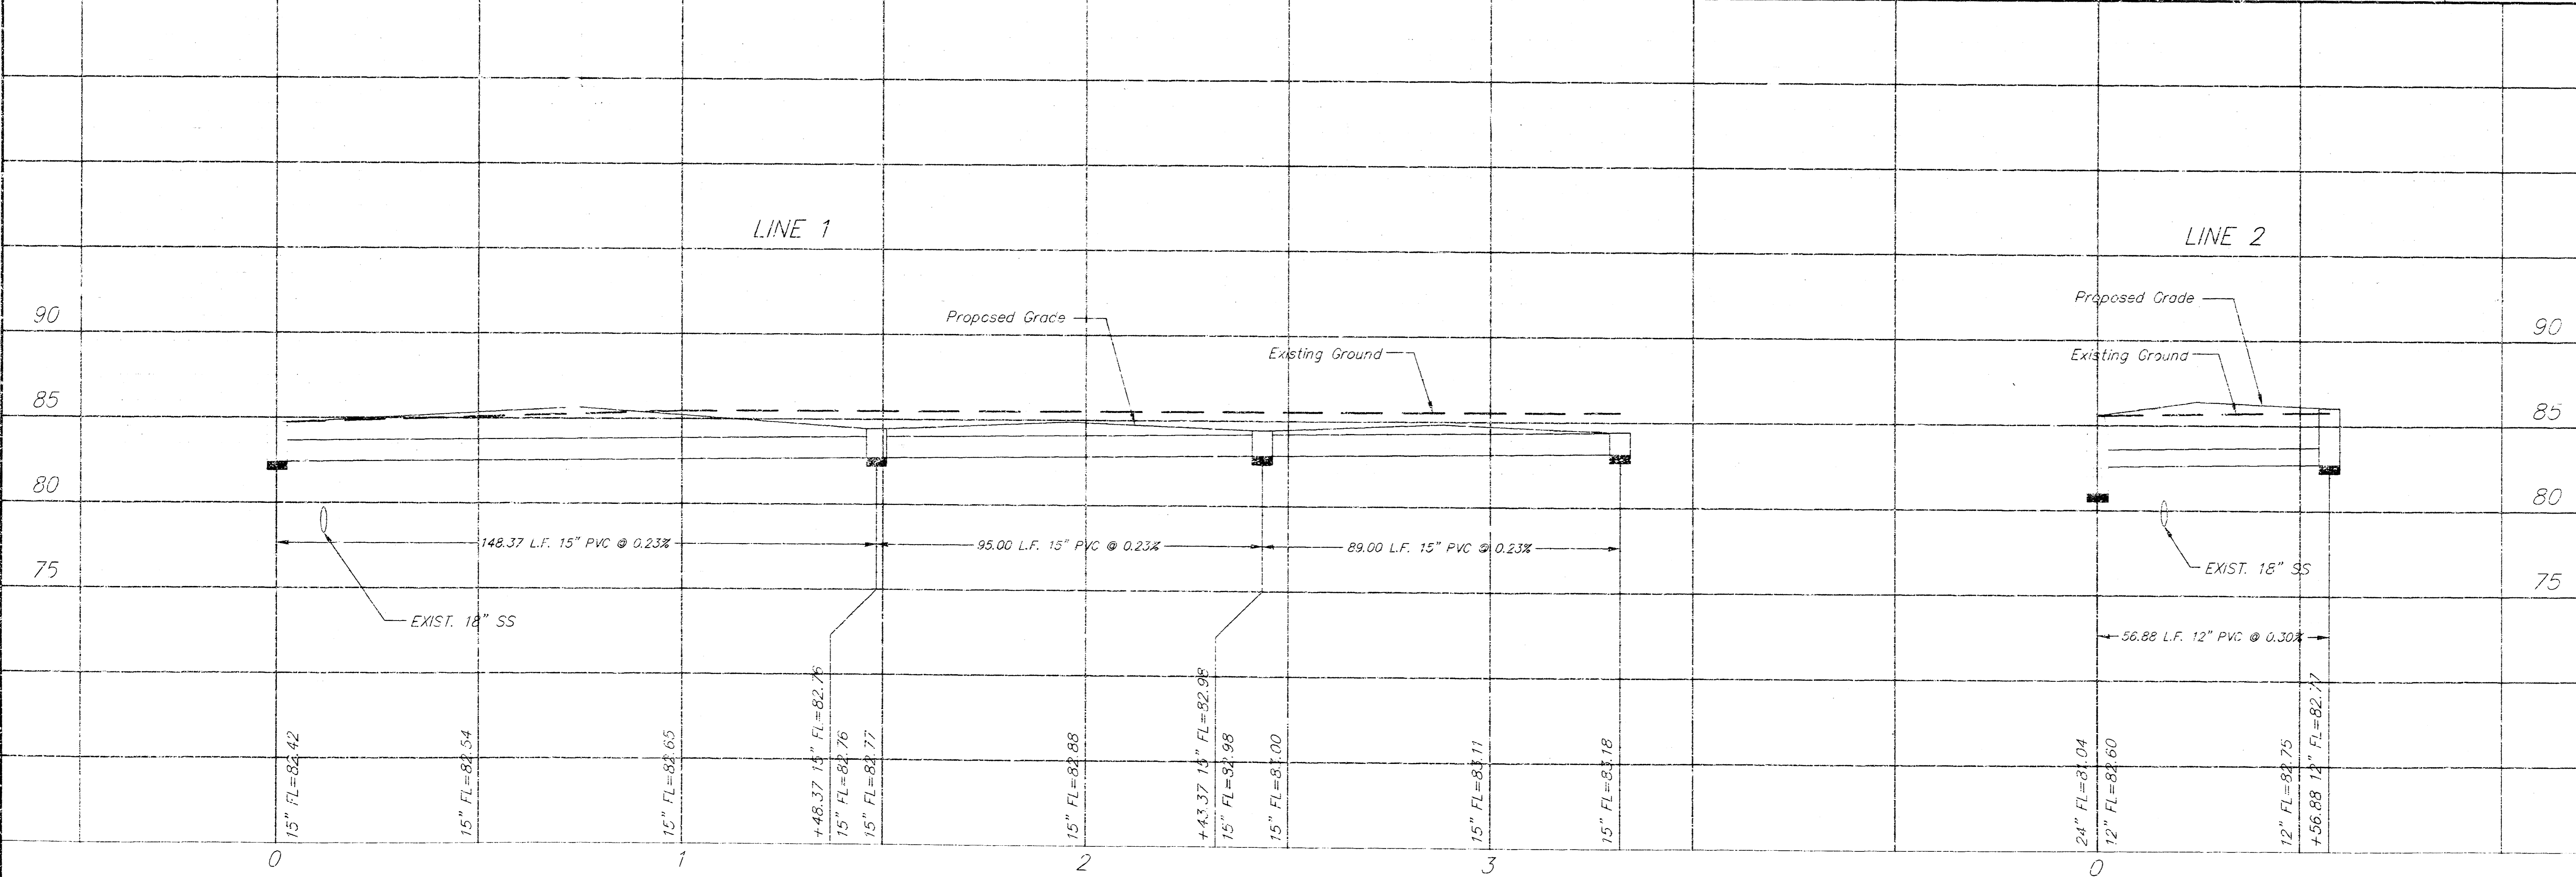 LINE 1
LINE 2
Proposed Grade
Existing Ground
Proposed Grade
Existing Ground
90
85
80
75
90
85
80
75
148.37 L.F. 15" PVC @ 0.23%
95.00 L.F. 15" PVC @ 0.23%
89.00 L.F. 15" PVC @ 0.23%
EXIST. 18" SS
EXIST. 18" SS
56.88 L.F. 12" PVC @ 0.30%
15" FL=82.42
15" FL=82.54
15" FL=82.65
+48.37 15" FL=82.76
15" FL=82.76
15" FL=82.77
15" FL=82.88
+43.37 15" FL=82.98
15" FL=82.98
15" FL=83.00
15" FL=83.11
15" FL=83.18
24" FL=81.04
12" FL=82.60
12" FL=82.75
+56.88 12" FL=82.77
0
1
2
3
0